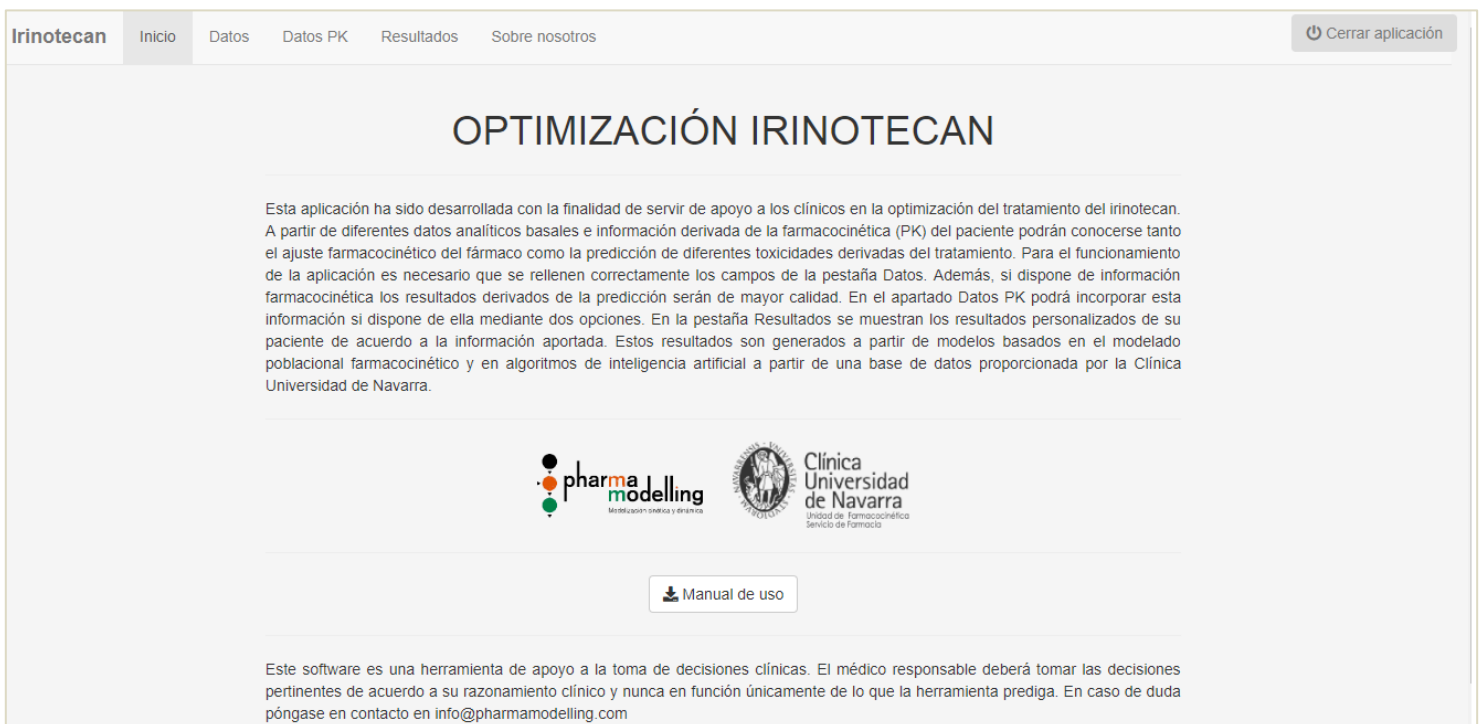 Irinotecan Inicio Datos Datos PK Resultados Sobre nosotros Cerrar aplicación
OPTIMIZACIÓN IRINOTECAN
Esta aplicación ha sido desarrollada con la finalidad de servir de apoyo a los clínicos en la optimización del tratamiento del irinotecan.
A partir de diferentes datos analíticos basales e información derivada de la farmacocinética (PK) del paciente podrán conocerse tanto
el ajuste farmacocinético del fármaco como la predicción de diferentes toxicidades derivadas del tratamiento. Para el funcionamiento
de la aplicación es necesario que se rellenen correctamente los campos de la pestaña Datos. Además, si dispone de información
farmacocinética los resultados derivados de la predicción serán de mayor calidad. En el apartado Datos PK podrá incorporar esta
información si dispone de ella mediante dos opciones. En la pestaña Resultados se muestran los resultados personalizados de su
paciente de acuerdo a la información aportada. Estos resultados son generados a partir de modelos basados en el modelado
poblacional farmacocinético y en algoritmos de inteligencia artificial a partir de una base de datos proporcionada por la Clínica
Universidad de Navarra.
pharma
modelling
Modelización cinética y dinámica
Clínica
Universidad
de Navarra
Unidad de Farmacocinética
Servicio de Farmacia
Manual de uso
Este software es una herramienta de apoyo a la toma de decisiones clínicas. El médico responsable deberá tomar las decisiones
pertinentes de acuerdo a su razonamiento clínico y nunca en función únicamente de lo que la herramienta prediga. En caso de duda
póngase en contacto en info@pharmamodelling.com